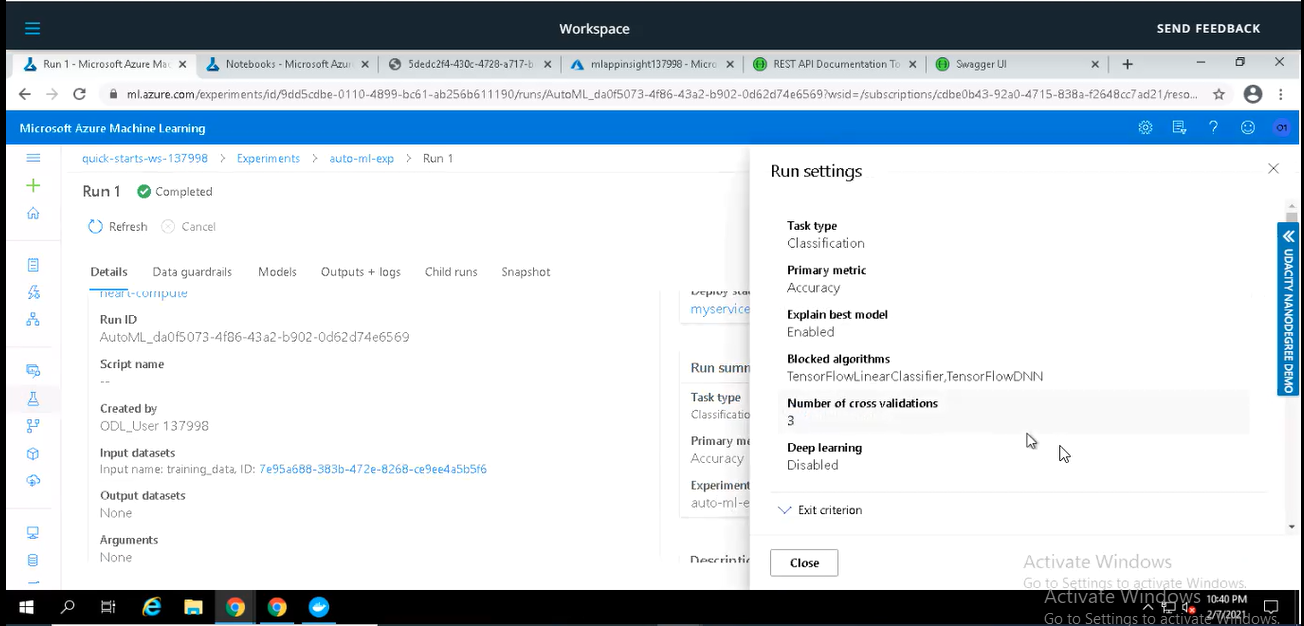 Workspace
SEND FEEDBACK
Run 1 - Microsoft Azure Mac
Notebooks - Microsoft Azur
5dedc2f4-430c-4728-a717-b
mlappinsight137998 - Micro
REST API Documentation To
Swagger UI
ml.azure.com/experiments/id/9dd5cdbe-0110-4899-bc61-ab256b611190/runs/AutoML_da0f5073-4f86-43a2-b902-0d62d74e6569?wsid=/subscriptions/cdbe0b43-92a0-4715-838a-f2648cc7ad21/reso...
Microsoft Azure Machine Learning
O1
quick-starts-ws-137998 > Experiments > auto-ml-exp > Run 1
Run 1 Completed
Refresh Cancel
Details Data guardrails Models Outputs + logs Child runs Snapshot
heart-compute
Run ID
AutoML_da0f5073-4f86-43a2-b902-0d62d74e6569
Script name
--
Created by
ODL_User 137998
Input datasets
Input name: training_data, ID: 7e95a688-383b-472e-8268-ce9ee4a5b5f6
Output datasets
None
Arguments
None
Deploy sta
myservice
Run summ
Task type
Classificatio
Primary me
Accuracy
Experiment
auto-ml-e
Descriptio
Run settings
Task type
Classification
Primary metric
Accuracy
Explain best model
Enabled
Blocked algorithms
TensorFlowLinearClassifier,TensorFlowDNN
Number of cross validations
3
Deep learning
Disabled
Exit criterion
Close
UDACITY NANODEGREE DEMO
Activate Windows
Go to Settings to activate Windows.
Activate Windows
Go to Settings to activate Windows.
10:40 PM
2/7/2021